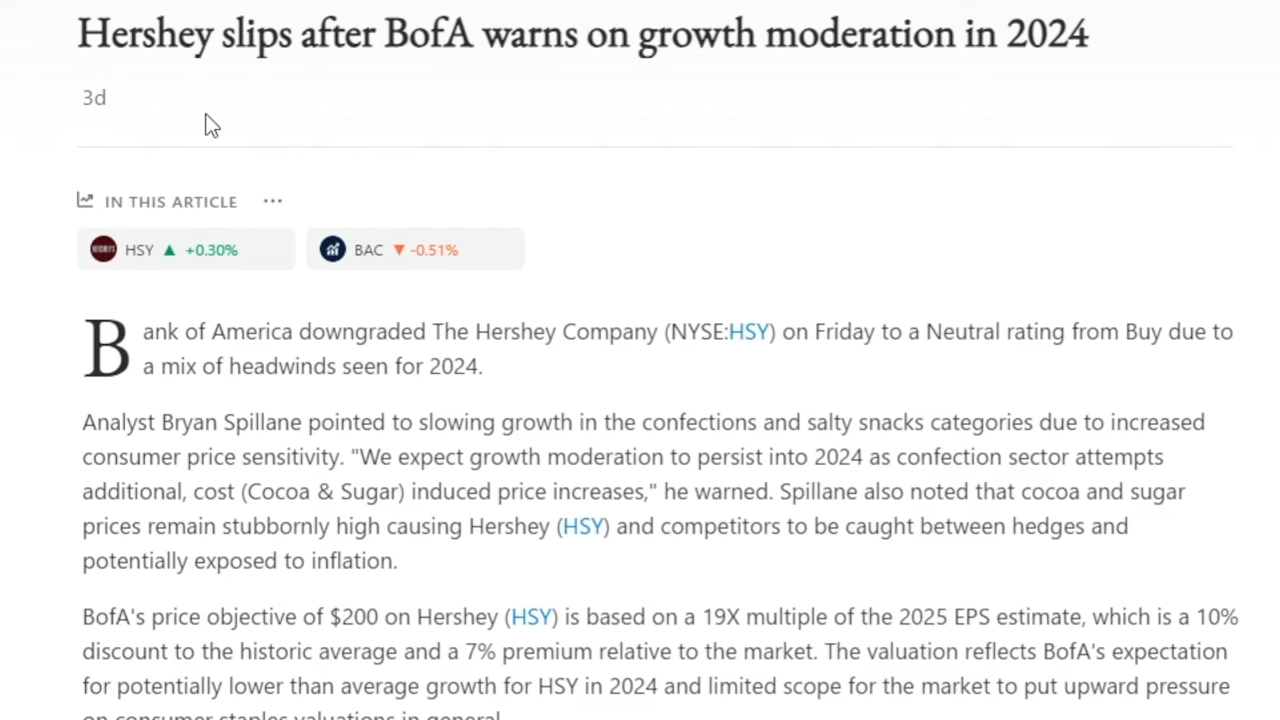 Hershey slips after BofA warns on growth moderation in 2024
3d
IN THIS ARTICLE ...
HSY ▲ +0.30% BAC ▼ -0.51%
Bank of America downgraded The Hershey Company (NYSE:HSY) on Friday to a Neutral rating from Buy due to
a mix of headwinds seen for 2024.
Analyst Bryan Spillane pointed to slowing growth in the confections and salty snacks categories due to increased
consumer price sensitivity. "We expect growth moderation to persist into 2024 as confection sector attempts
additional, cost (Cocoa & Sugar) induced price increases," he warned. Spillane also noted that cocoa and sugar
prices remain stubbornly high causing Hershey (HSY) and competitors to be caught between hedges and
potentially exposed to inflation.
BofA's price objective of $200 on Hershey (HSY) is based on a 19X multiple of the 2025 EPS estimate, which is a 10%
discount to the historic average and a 7% premium relative to the market. The valuation reflects BofA's expectation
for potentially lower than average growth for HSY in 2024 and limited scope for the market to put upward pressure
on consumer staples valuations in general.